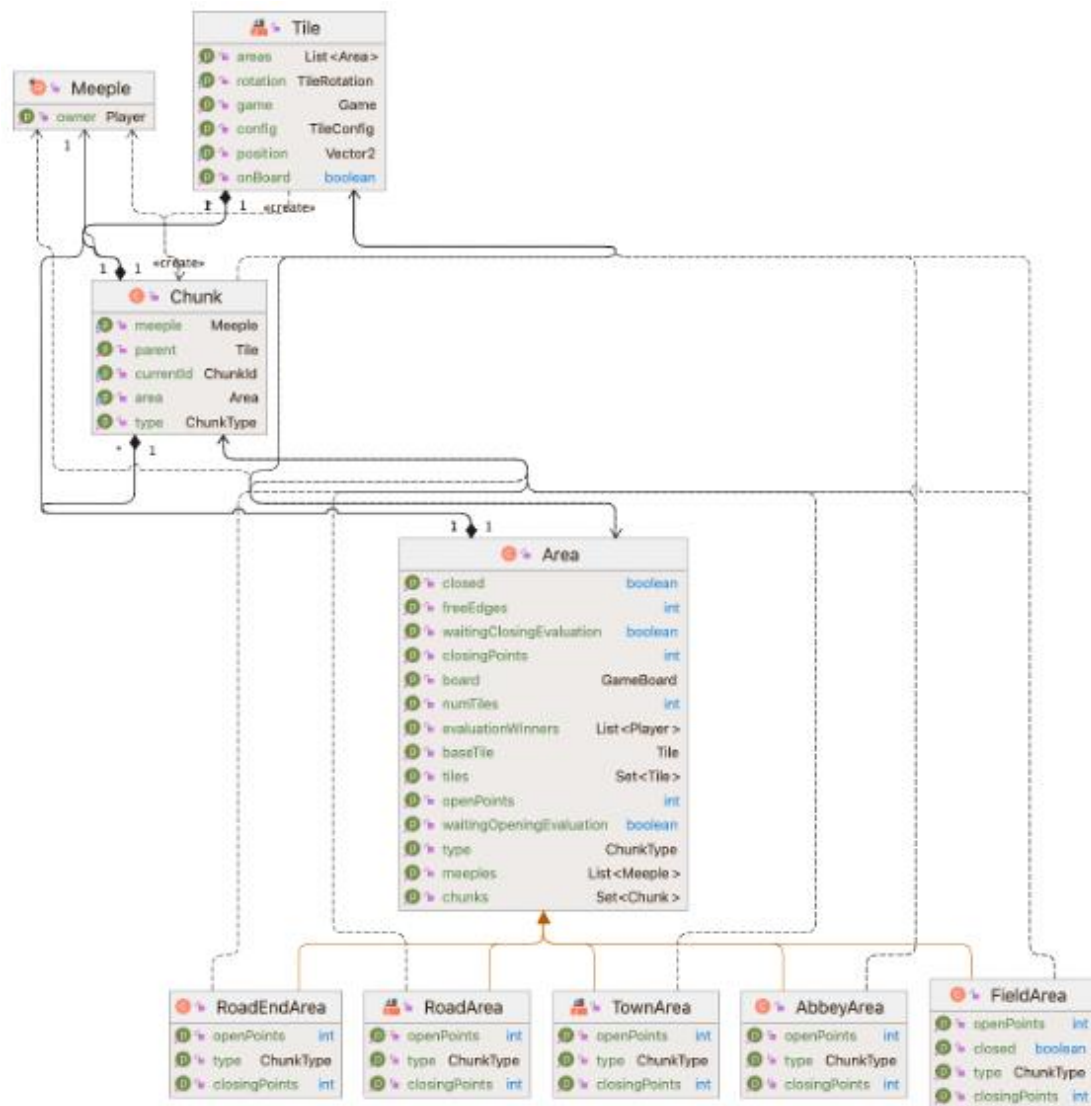 Tile
areas List<Area>
rotation TileRotation
game Game
config TileConfig
position Vector2
onBoard boolean
Meeple
owner Player
1
1 1 «create»
1 1 «create»
Chunk
meeple Meeple
parent Tile
currentId ChunkId
area Area
type ChunkType
* 1
1 1
Area
closed boolean
freeEdges int
waitingClosingEvaluation boolean
closingPoints int
board GameBoard
numTiles int
evaluationWinners List<Player>
baseTile Tile
tiles Set<Tile>
openPoints int
waitingOpeningEvaluation boolean
type ChunkType
meeples List<Meeple>
chunks Set<Chunk>
RoadEndArea
openPoints int
type ChunkType
closingPoints int
RoadArea
openPoints int
type ChunkType
closingPoints int
TownArea
openPoints int
type ChunkType
closingPoints int
AbbeyArea
openPoints int
type ChunkType
closingPoints int
FieldArea
openPoints int
closed boolean
type ChunkType
closingPoints int